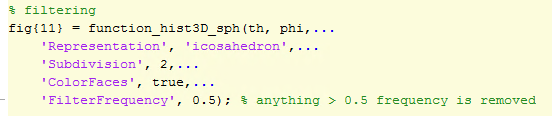 % filtering
fig{11} = function_hist3D_sph(th, phi,...
'Representation', 'icosahedron',...
'Subdivision', 2,...
'ColorFaces', true,...
'FilterFrequency', 0.5); % anything > 0.5 frequency is removed